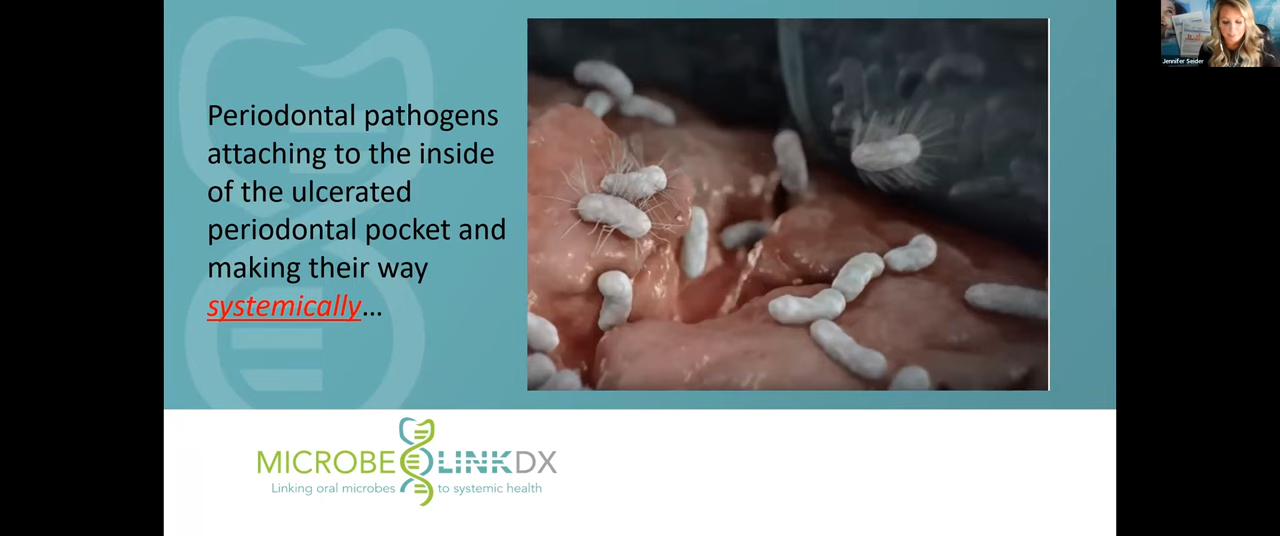 Periodontal pathogens
attaching to the inside
of the ulcerated
periodontal pocket and
making their way
systemically...
MICROBE LINKDX
Linking oral microbes to systemic health
Jennifer Seider